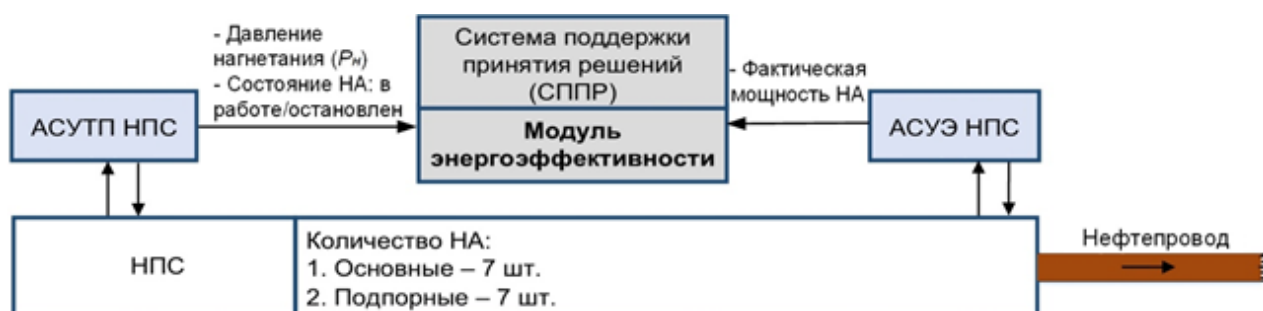 - Давление
нагнетания (Pн)
- Состояние НА: в
работе/остановлен
Система поддержки
принятия решений
(СППР)
Модуль
энергоэффективности
- Фактическая
мощность НА
АСУТП НПС
АСУЭ НПС
НПС
Количество НА:
1. Основные – 7 шт.
2. Подпорные – 7 шт.
Нефтепровод